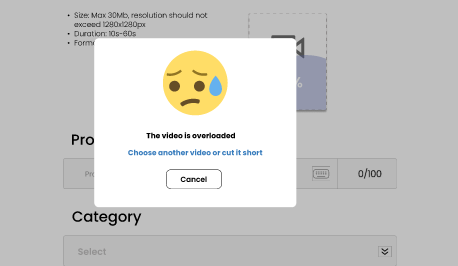 • Size: Max 30Mb, resolution should not
exceed 1280x1280px
• Duration: 10s-60s
%
The video is overloaded
Choose another video or cut it short
Cancel
0/100
Category
Select